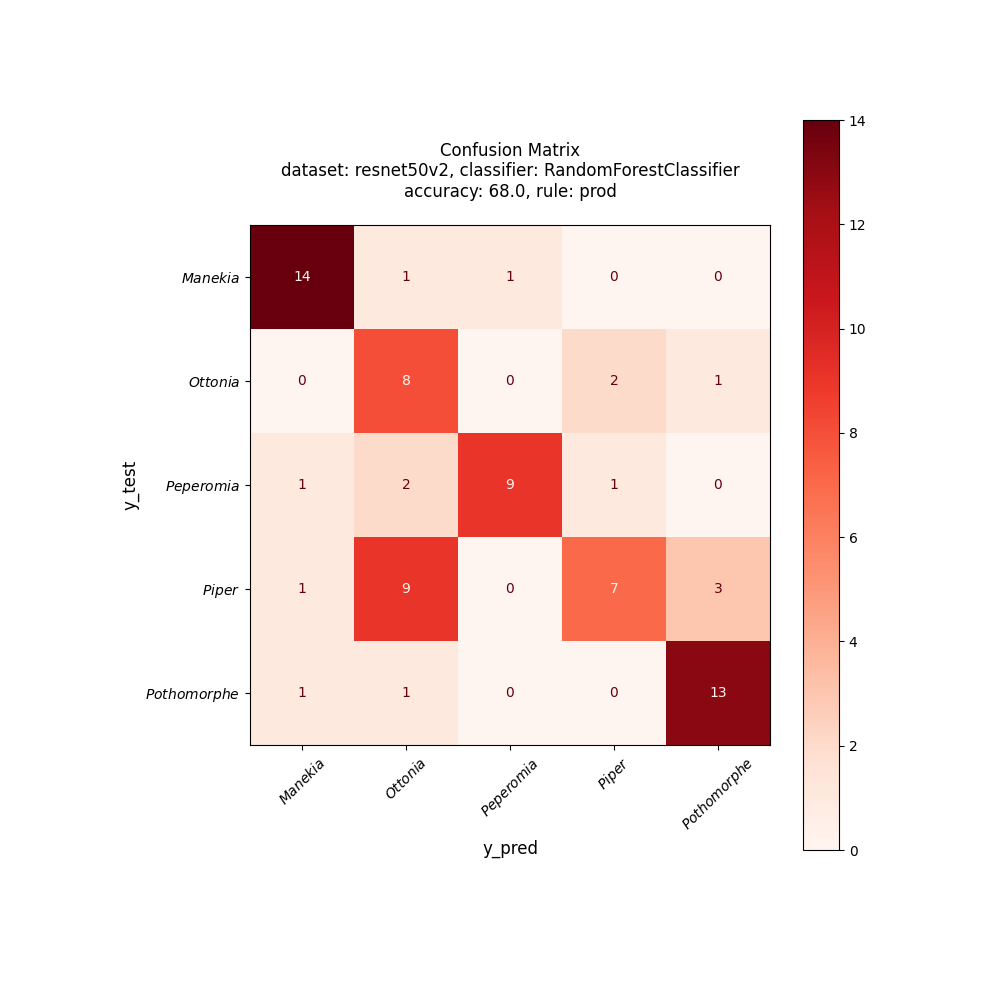 Confusion Matrix
dataset: resnet50v2, classifier: RandomForestClassifier
accuracy: 68.0, rule: prod
y_test
Manekia 14 1 1 0 0
Ottonia 0 8 0 2 1
Peperomia 1 2 9 1 0
Piper 1 9 0 7 3
Pothomorphe 1 1 0 0 13
Manekia Ottonia Peperomia Piper Pothomorphe
y_pred
14
12
10
8
6
4
2
0